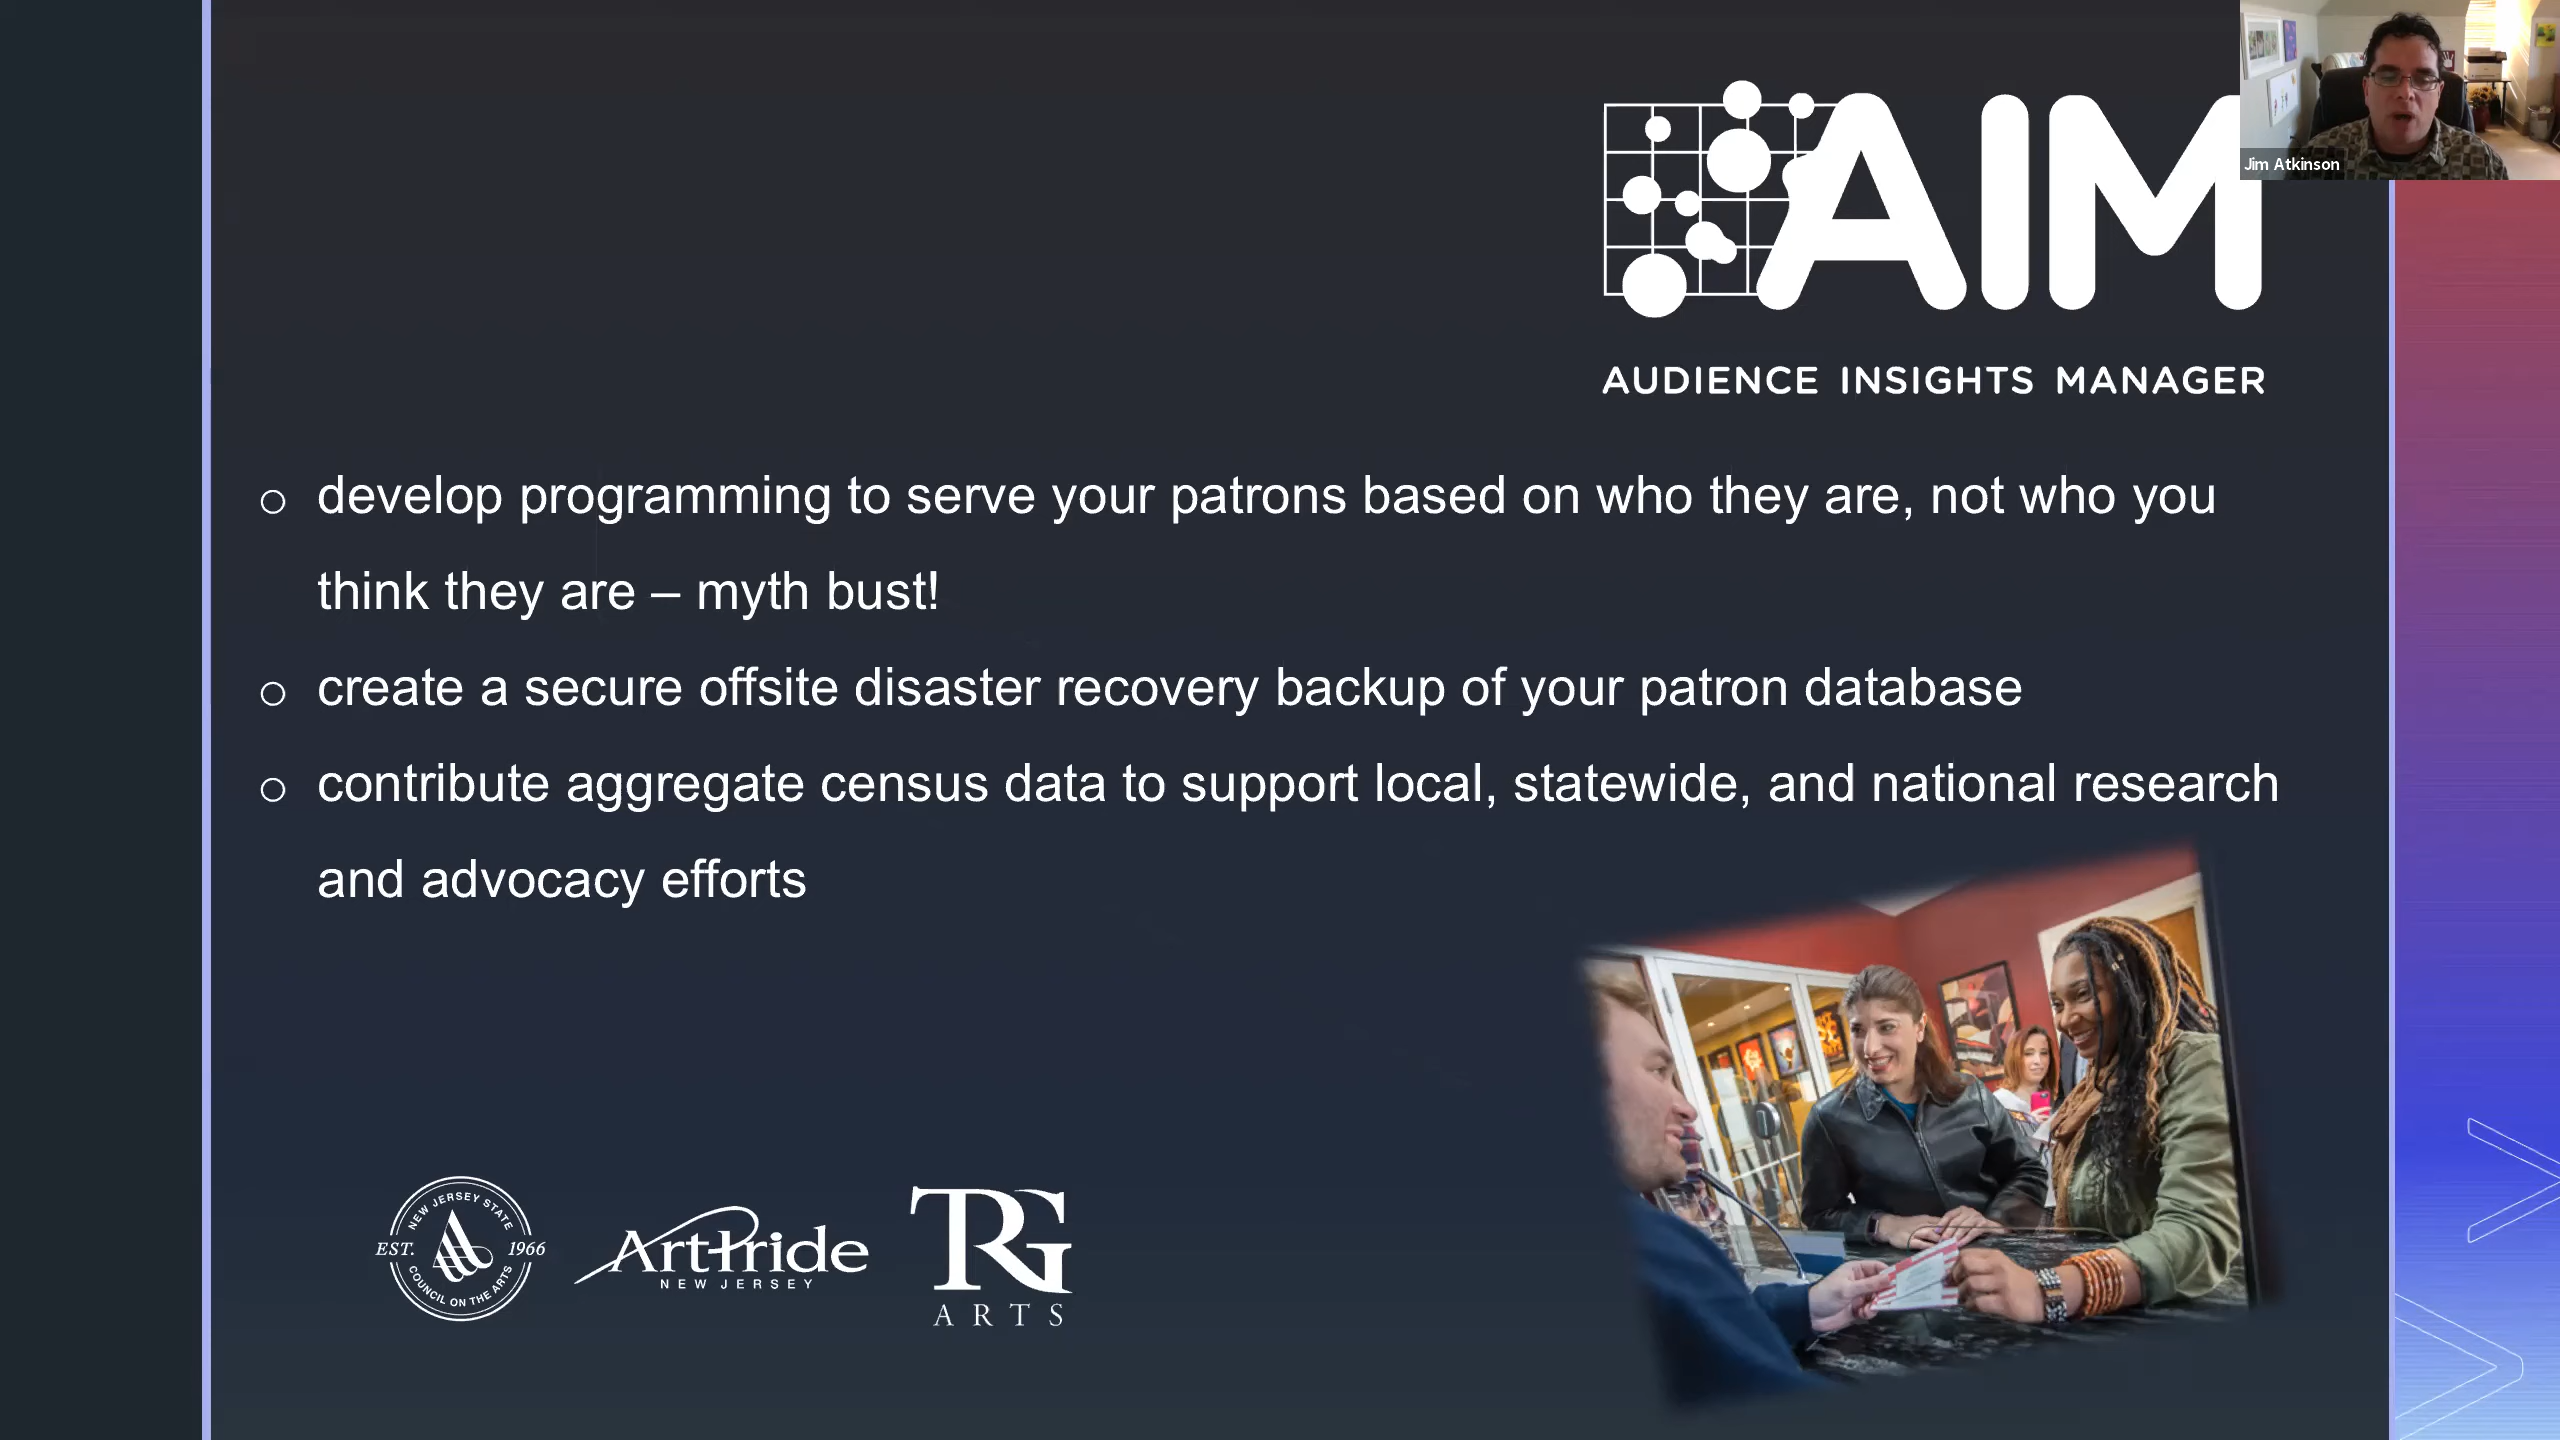 AIM
Jim Atkinson
AUDIENCE INSIGHTS MANAGER
o develop programming to serve your patrons based on who they are, not who you
think they are – myth bust!
o create a secure offsite disaster recovery backup of your patron database
o contribute aggregate census data to support local, statewide, and national research
and advocacy efforts
NEW JERSEY STATE
EST. 1966
COUNCIL ON THE ARTS
ArtPride
NEW JERSEY
TRG
ARTS